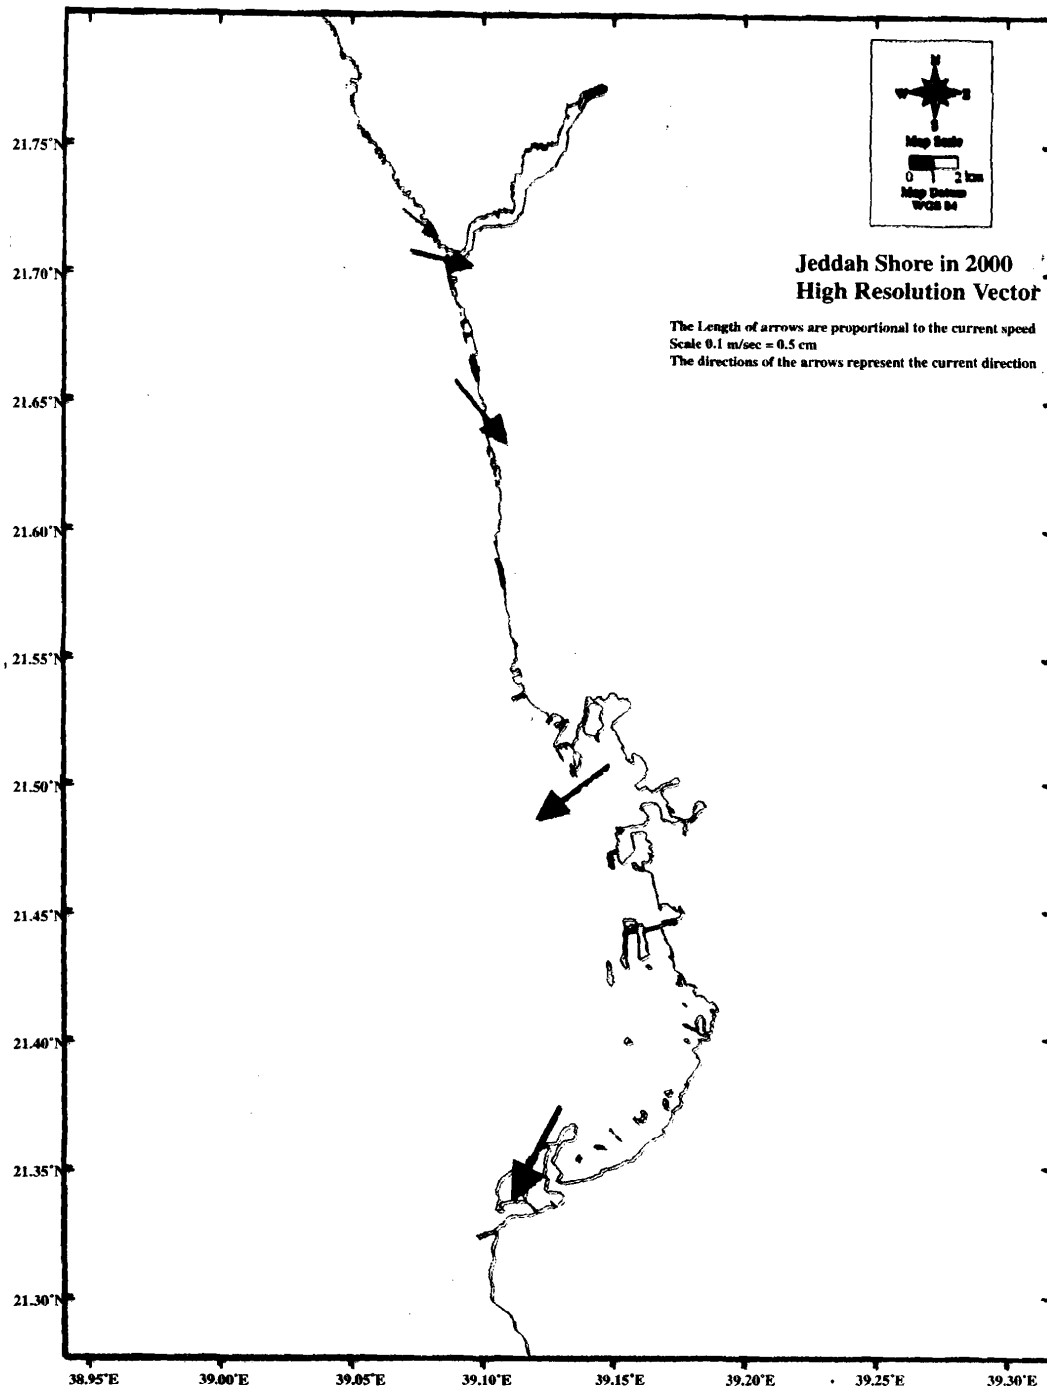 N
W E
S
Map Scale
0 2 km
Map Datum
WGS 84
Jeddah Shore in 2000
High Resolution Vector
The Length of arrows are proportional to the current speed
Scale 0.1 m/sec = 0.5 cm
The directions of the arrows represent the current direction
21.75°N
21.70°N
21.65°N
21.60°N
21.55°N
21.50°N
21.45°N
21.40°N
21.35°N
21.30°N
38.95°E 39.00°E 39.05°E 39.10°E 39.15°E 39.20°E 39.25°E 39.30°E